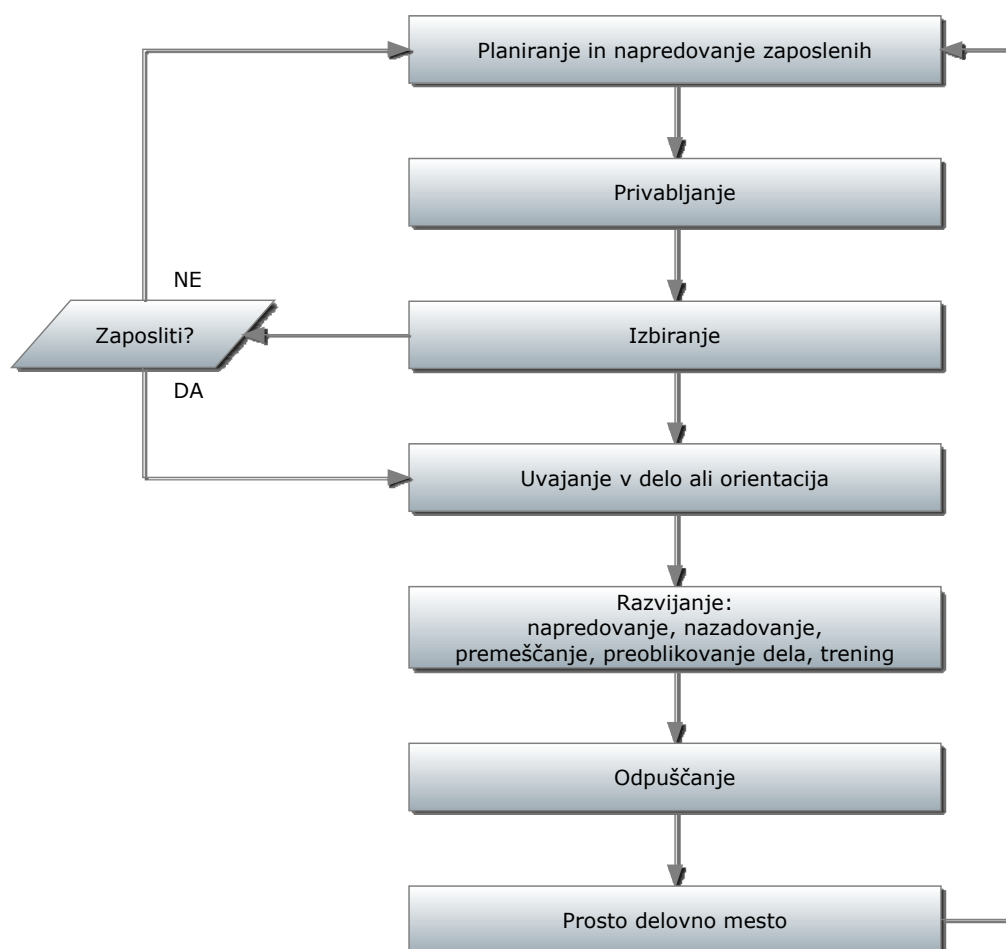 Planiranje in napredovanje zaposlenih
Privabljanje
NE
Zaposliti?
Izbiranje
DA
Uvajanje v delo ali orientacija
Razvijanje:
napredovanje, nazadovanje,
premeščanje, preoblikovanje dela, trening
Odpuščanje
Prosto delovno mesto